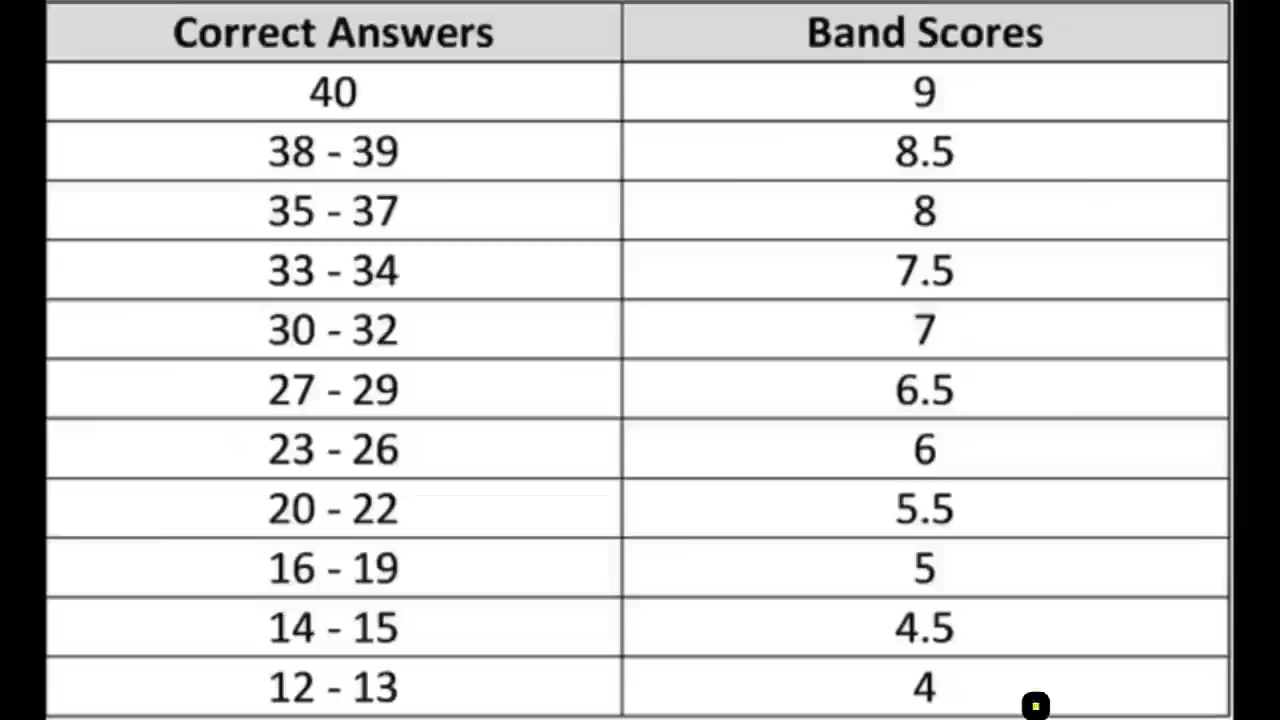 Correct Answers Band Scores
40 9
38 - 39 8.5
35 - 37 8
33 - 34 7.5
30 - 32 7
27 - 29 6.5
23 - 26 6
20 - 22 5.5
16 - 19 5
14 - 15 4.5
12 - 13 4